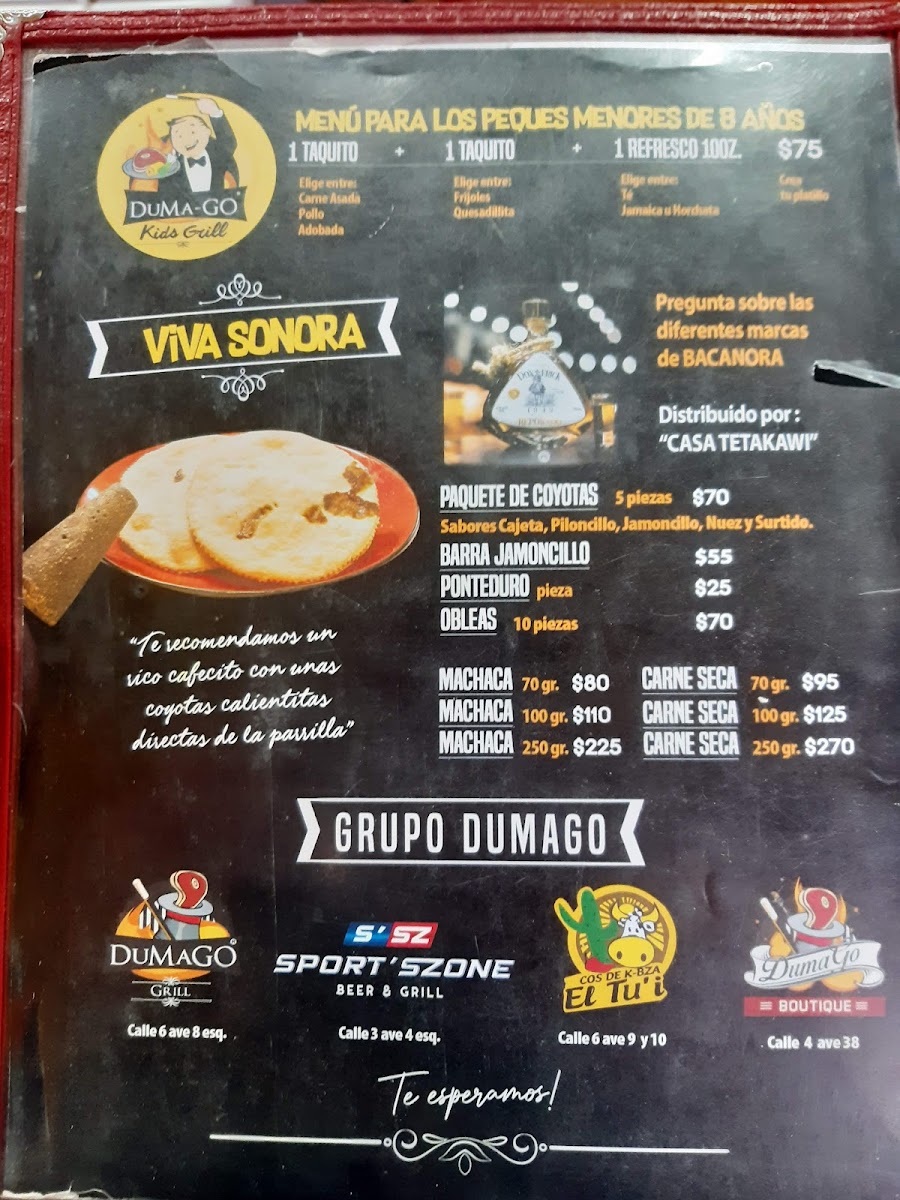 MENÚ PARA LOS PEQUES MENORES DE 8 AÑOS
1 TAQUITO + 1 TAQUITO + 1 REFRESCO 10OZ. $75
Elige entre:
Carne Asada
Pollo
Adobada
Elige entre:
Frijoles
Quesadillita
Elige entre:
Té
Jamaica u Horchata
Crea
tu platillo
DUMA-GO
Kids Grill
VIVA SONORA
Pregunta sobre las
diferentes marcas
de BACANORA
Distribuido por :
"CASA TETAKAWI"
PAQUETE DE COYOTAS 5 piezas $70
Sabores Cajeta, Piloncillo, Jamoncillo, Nuez y Surtido.
BARRA JAMONCILLO $55
PONTEDURO pieza $25
OBLEAS 10 piezas $70
"Te recomendamos un
rico cafecito con unas
coyotas calientitas
directas de la parrilla"
MACHACA 70 gr. $80 CARNE SECA 70 gr. $95
MACHACA 100 gr. $110 CARNE SECA 100 gr. $125
MACHACA 250 gr. $225 CARNE SECA 250 gr. $270
GRUPO DUMAGO
DUMAGO
GRILL
Calle 6 ave 8 esq.
S' SZ
SPORT'SZONE
BEER & GRILL
Calle 3 ave 4 esq.
COS DE K-BZA
El Tu'i
Calle 6 ave 9 y 10
DumaGo
BOUTIQUE
Calle 4 ave 38
Te esperamos!